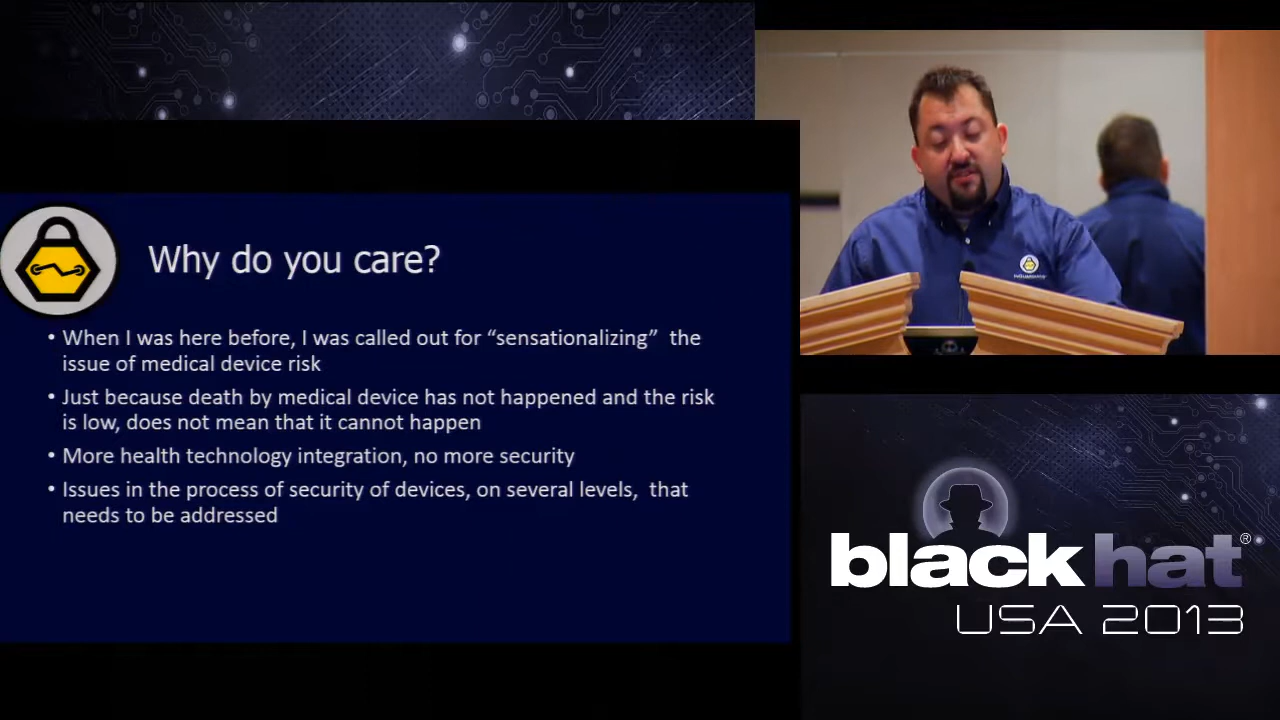 Why do you care?
• When I was here before, I was called out for “sensationalizing”  the
issue of medical device risk
• Just because death by medical device has not happened and the risk
is low, does not mean that it cannot happen
• More health technology integration, no more security
• Issues in the process of security of devices, on several levels,  that
needs to be addressed
black hat®
USA 2013